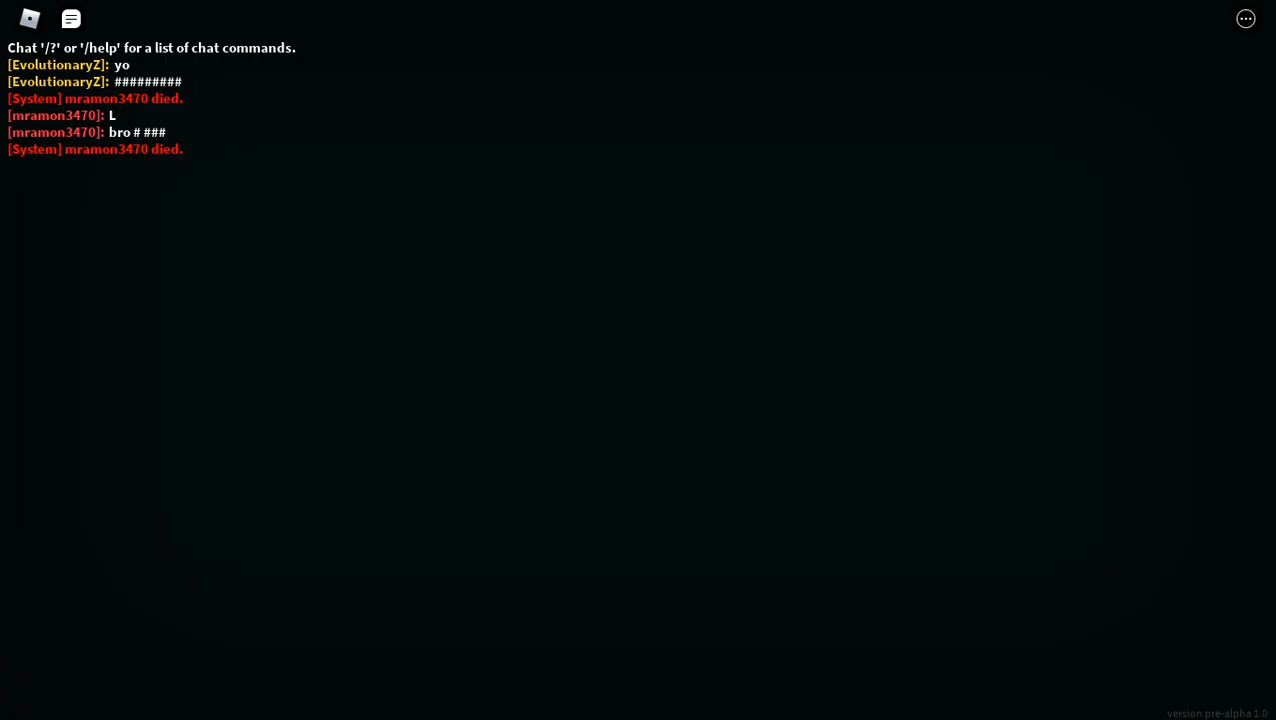 Chat '/?' or '/help' for a list of chat commands.
[EvolutionaryZ]: yo
[EvolutionaryZ]: #########
[System] mramon3470 died.
[mramon3470]: L
[mramon3470]: bro # ###
[System] mramon3470 died.
version pre-alpha 1.0